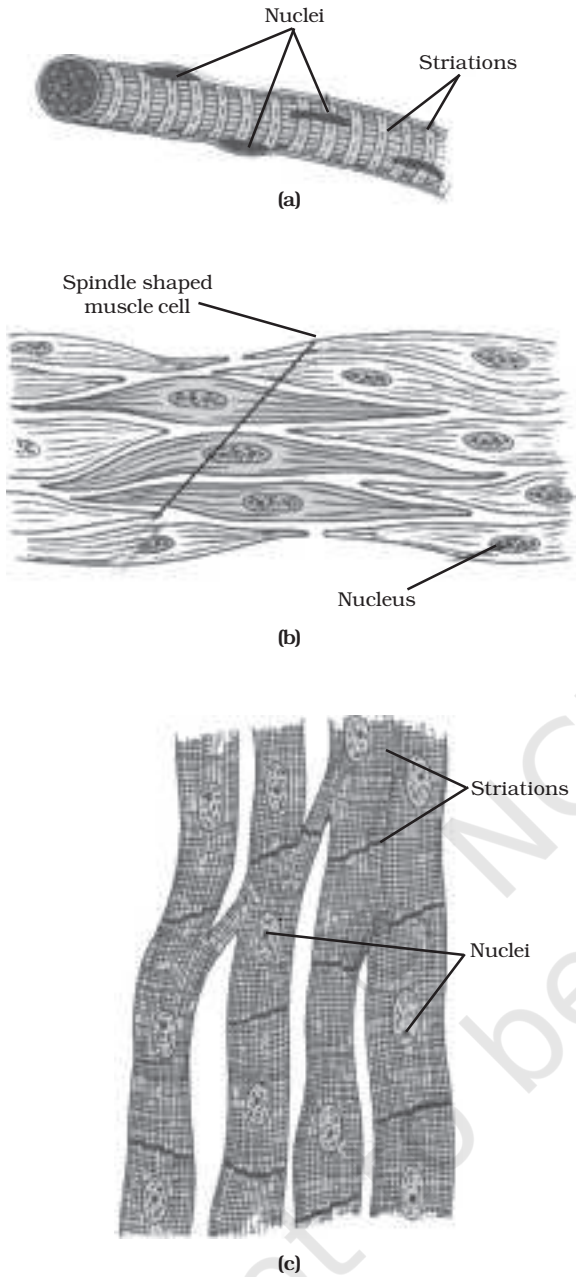 Nuclei
Striations
(a)
Spindle shaped
muscle cell
Nucleus
(b)
Striations
Nuclei
(c)